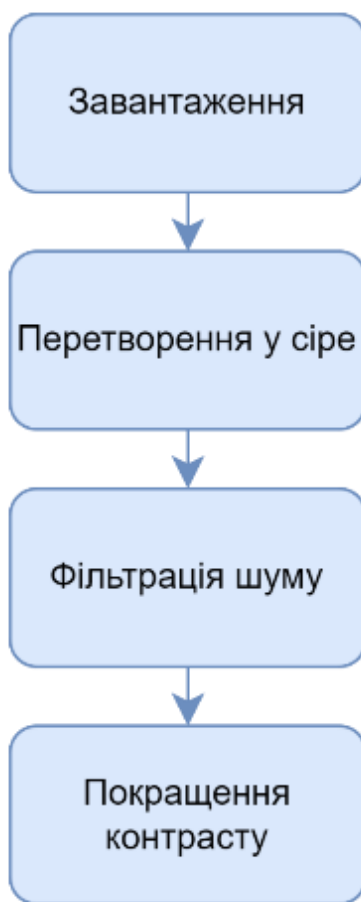 Завантаження
Перетворення у сіре
Фільтрація шуму
Покращення
контрасту